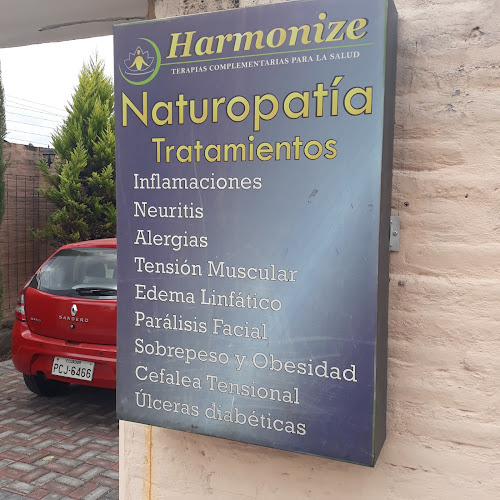 Harmonize
TERAPIAS COMPLEMENTARIAS PARA LA SALUD
Naturopatía
Tratamientos
Inflamaciones
Neuritis
Alergias
Tensión Muscular
Edema Linfático
Parálisis Facial
Sobrepeso y Obesidad
Cefalea Tensional
Úlceras diabéticas
SANDERO
ECUADOR
PCJ-6466